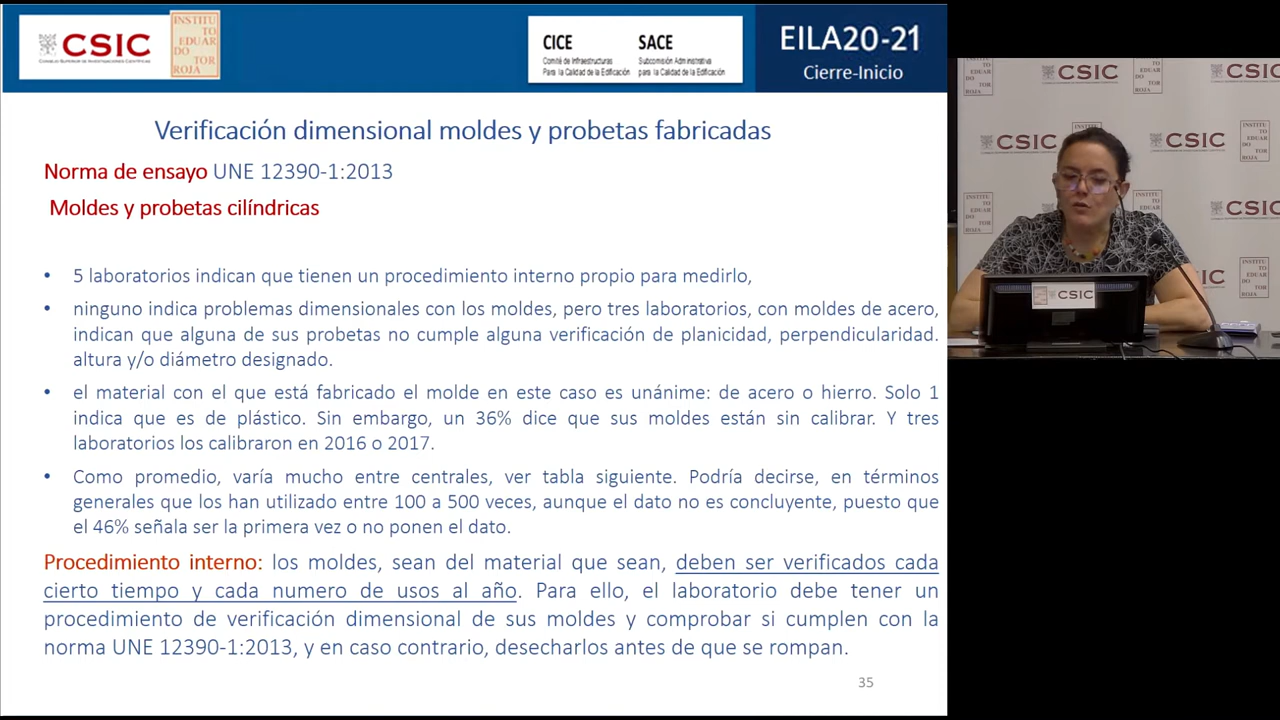 CSIC
CONSEJO SUPERIOR DE INVESTIGACIONES CIENTÍFICAS
INSTITU
TO
EDUAR
DO
TOR
ROJA
CICE
Comité de Infraestructuras
Para la Calidad de la Edificación
SACE
Subcomisión Administrativa
para la Calidad de la Edificación
EILA20-21
Cierre-Inicio
Verificación dimensional moldes y probetas fabricadas
Norma de ensayo UNE 12390-1:2013
Moldes y probetas cilíndricas
• 5 laboratorios indican que tienen un procedimiento interno propio para medirlo,
• ninguno indica problemas dimensionales con los moldes, pero tres laboratorios, con moldes de acero,
indican que alguna de sus probetas no cumple alguna verificación de planicidad, perpendicularidad.
altura y/o diámetro designado.
• el material con el que está fabricado el molde en este caso es unánime: de acero o hierro. Solo 1
indica que es de plástico. Sin embargo, un 36% dice que sus moldes están sin calibrar. Y tres
laboratorios los calibraron en 2016 o 2017.
• Como promedio, varía mucho entre centrales, ver tabla siguiente. Podría decirse, en términos
generales que los han utilizado entre 100 a 500 veces, aunque el dato no es concluyente, puesto que
el 46% señala ser la primera vez o no ponen el dato.
Procedimiento interno: los moldes, sean del material que sean, deben ser verificados cada
cierto tiempo y cada numero de usos al año. Para ello, el laboratorio debe tener un
procedimiento de verificación dimensional de sus moldes y comprobar si cumplen con la
norma UNE 12390-1:2013, y en caso contrario, desecharlos antes de que se rompan.
35
CSIC
CSIC
CSIC
CSIC
CSIC
CSIC